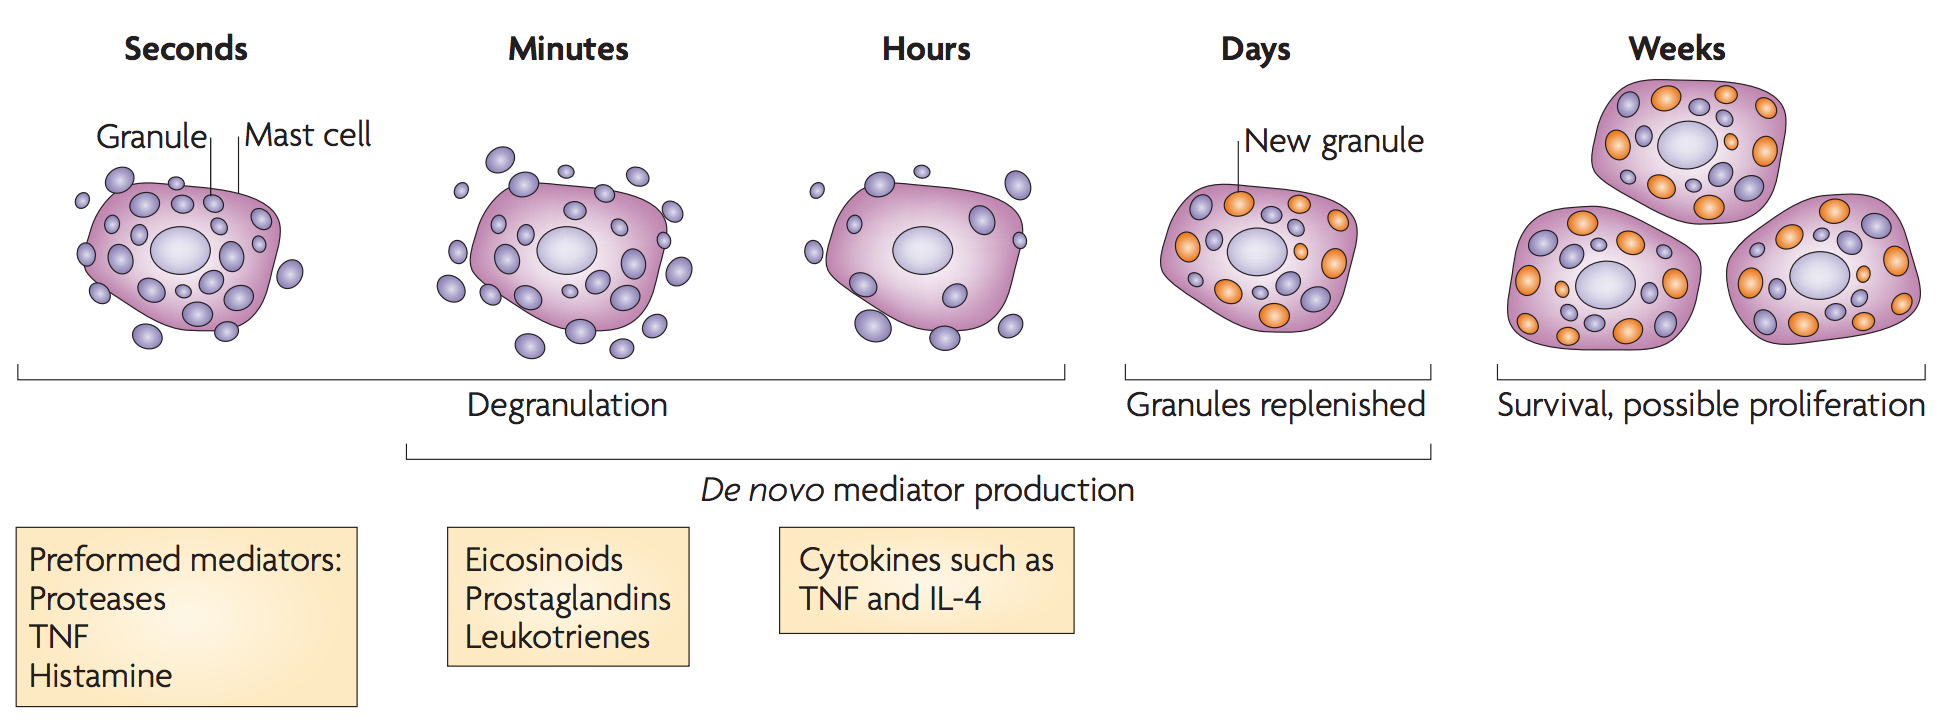 Seconds
Minutes
Hours
Days
Weeks
Granule
Mast cell
New granule
Degranulation
Granules replenished
Survival, possible proliferation
De novo mediator production
Preformed mediators:
Proteases
TNF
Histamine
Eicosinoids
Prostaglandins
Leukotrienes
Cytokines such as
TNF and IL-4